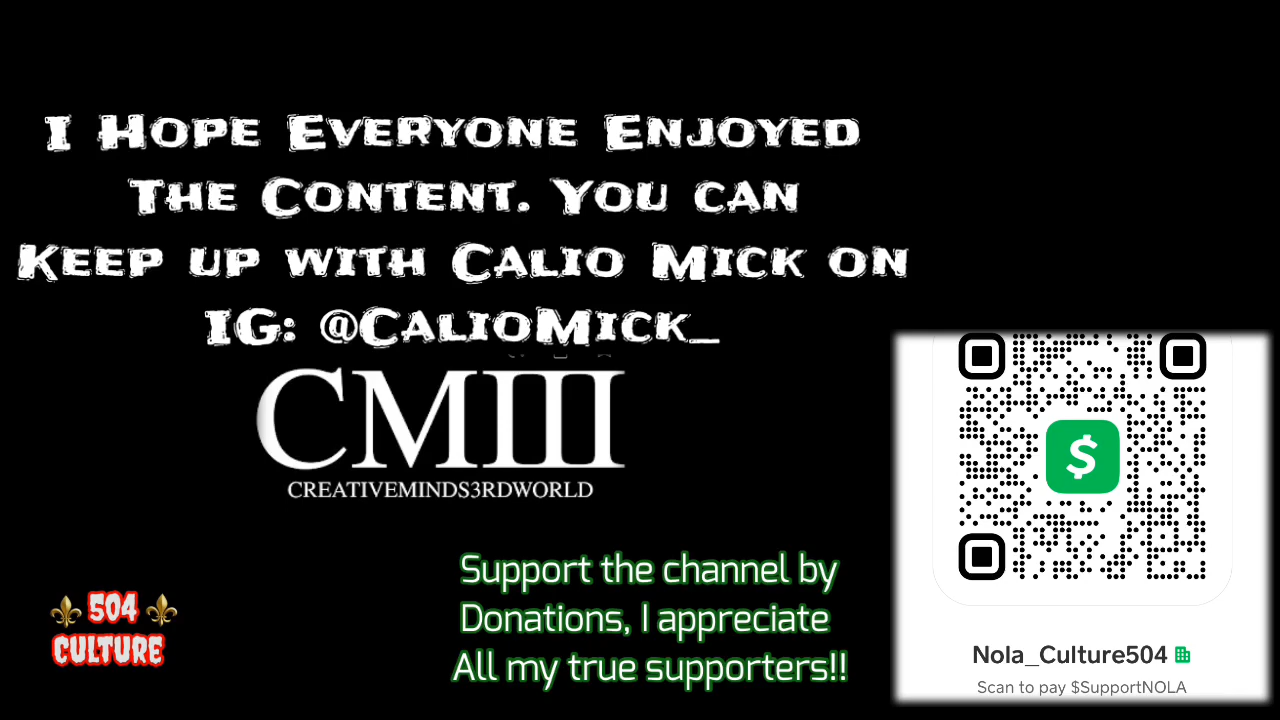 I Hope Everyone Enjoyed
The Content. You can
Keep up with Calio Mick on
IG: @CalioMick_
CMIII
CREATIVEMINDS3RDWORLD
504
CULTURE
Support the channel by
Donations, I appreciate
All my true supporters!!
$
Nola_Culture504
Scan to pay $SupportNOLA